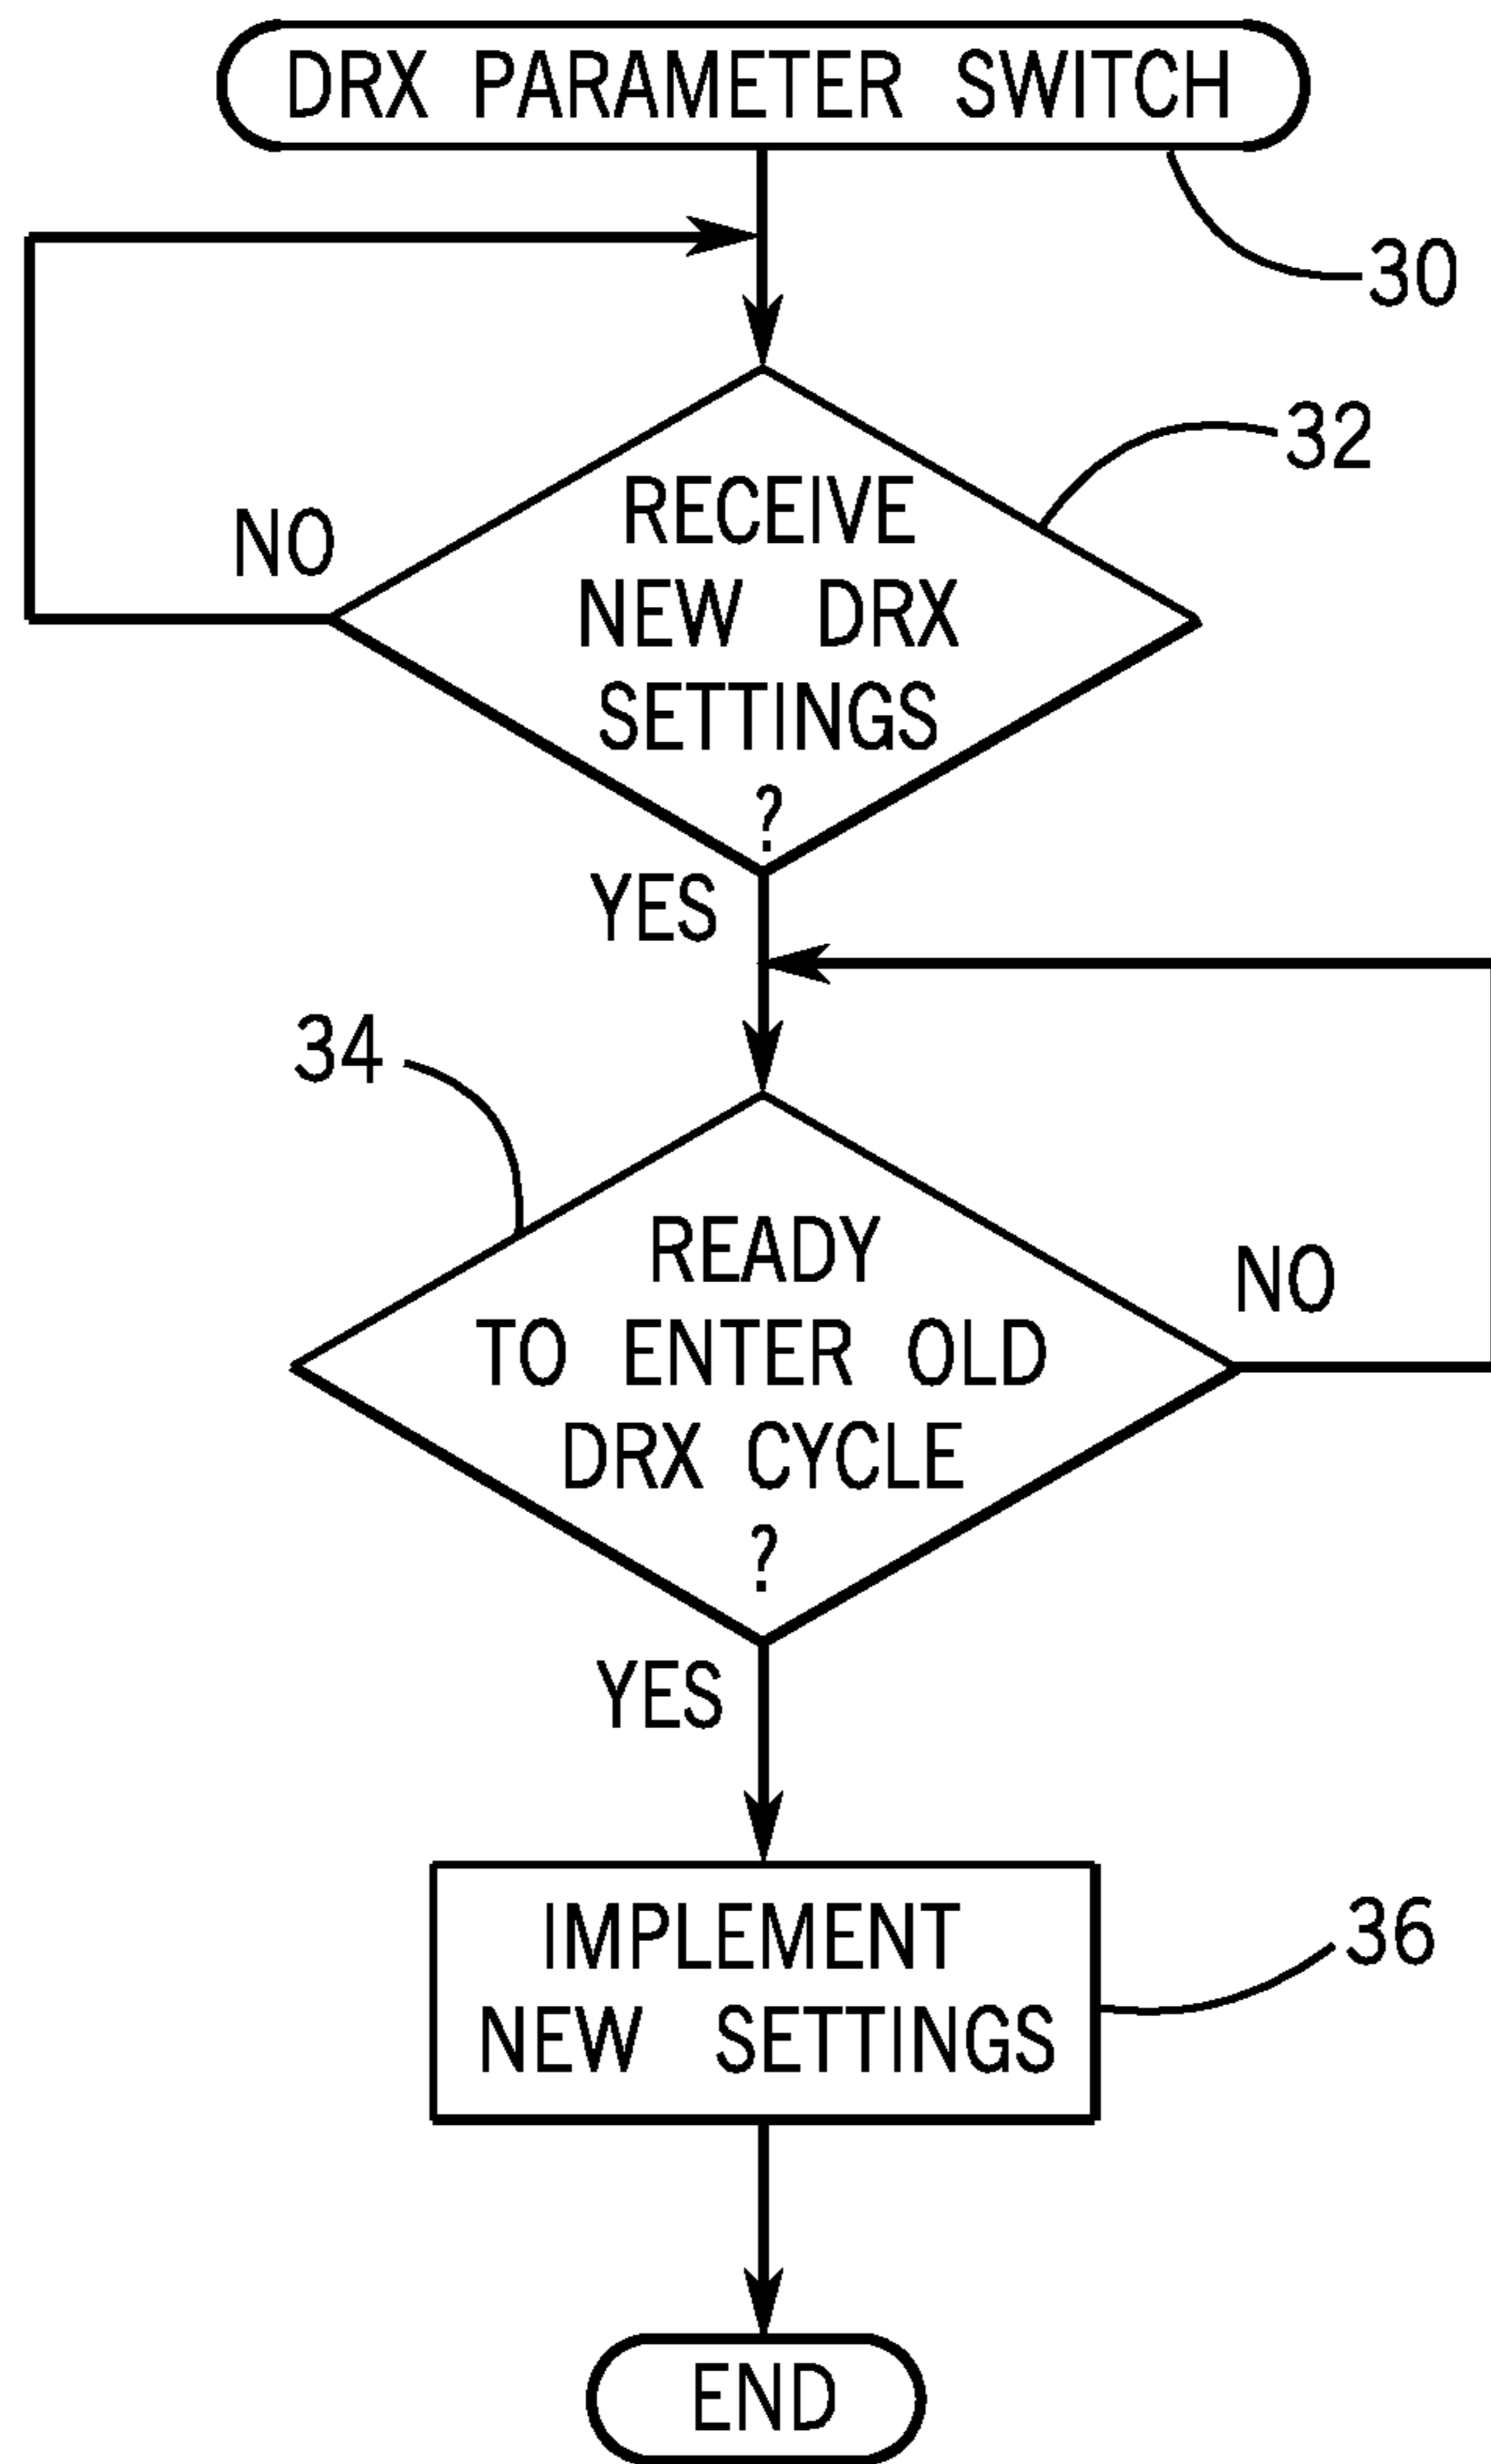 DRX PARAMETER SWITCH
30
32
RECEIVE
NEW DRX
SETTINGS
?
NO
YES
34
READY
TO ENTER OLD
DRX CYCLE
?
NO
YES
IMPLEMENT
NEW SETTINGS
36
END